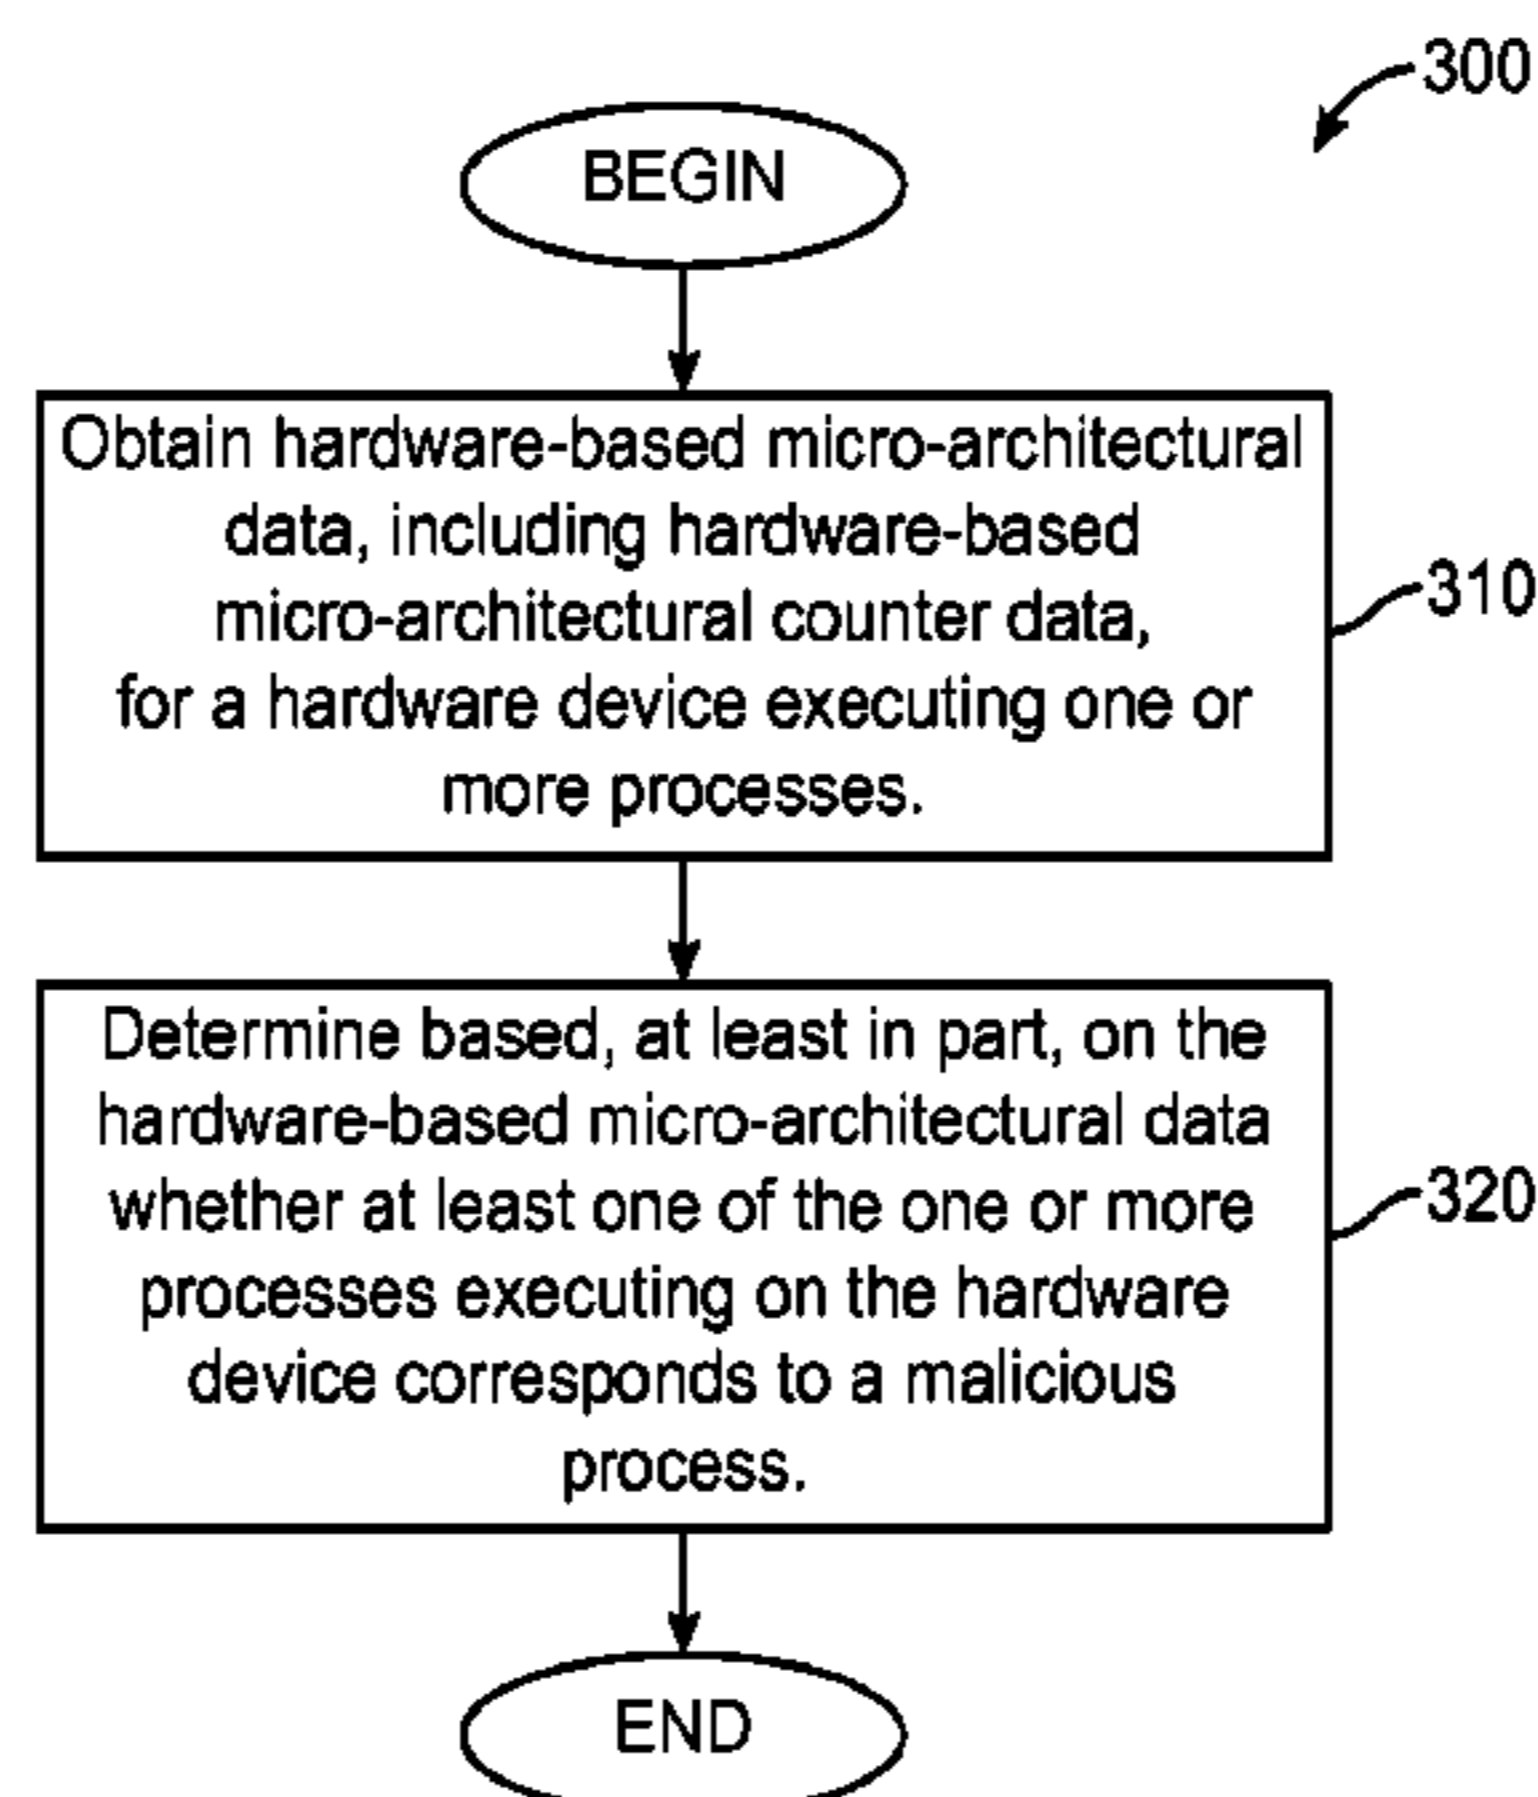 300
BEGIN
Obtain hardware-based micro-architectural
data, including hardware-based
micro-architectural counter data,
for a hardware device executing one or
more processes.
310
Determine based, at least in part, on the
hardware-based micro-architectural data
whether at least one of the one or more
processes executing on the hardware
device corresponds to a malicious
process.
320
END